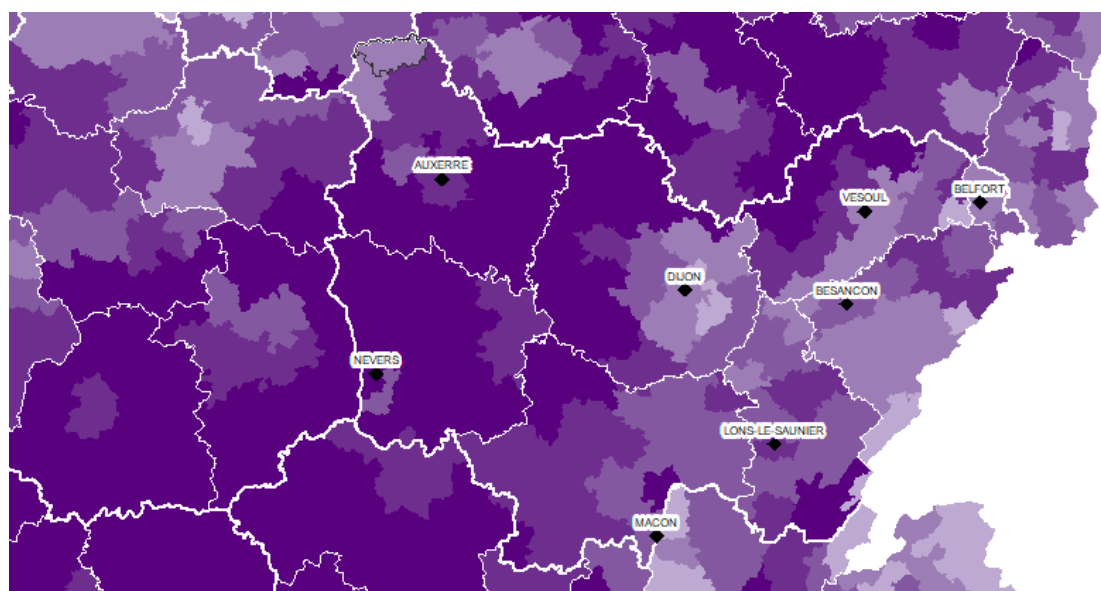 AUXERRE
VESOUL
BELFORT
DIJON
BESANCON
NEVERS
LONS-LE-SAUNIER
MACON